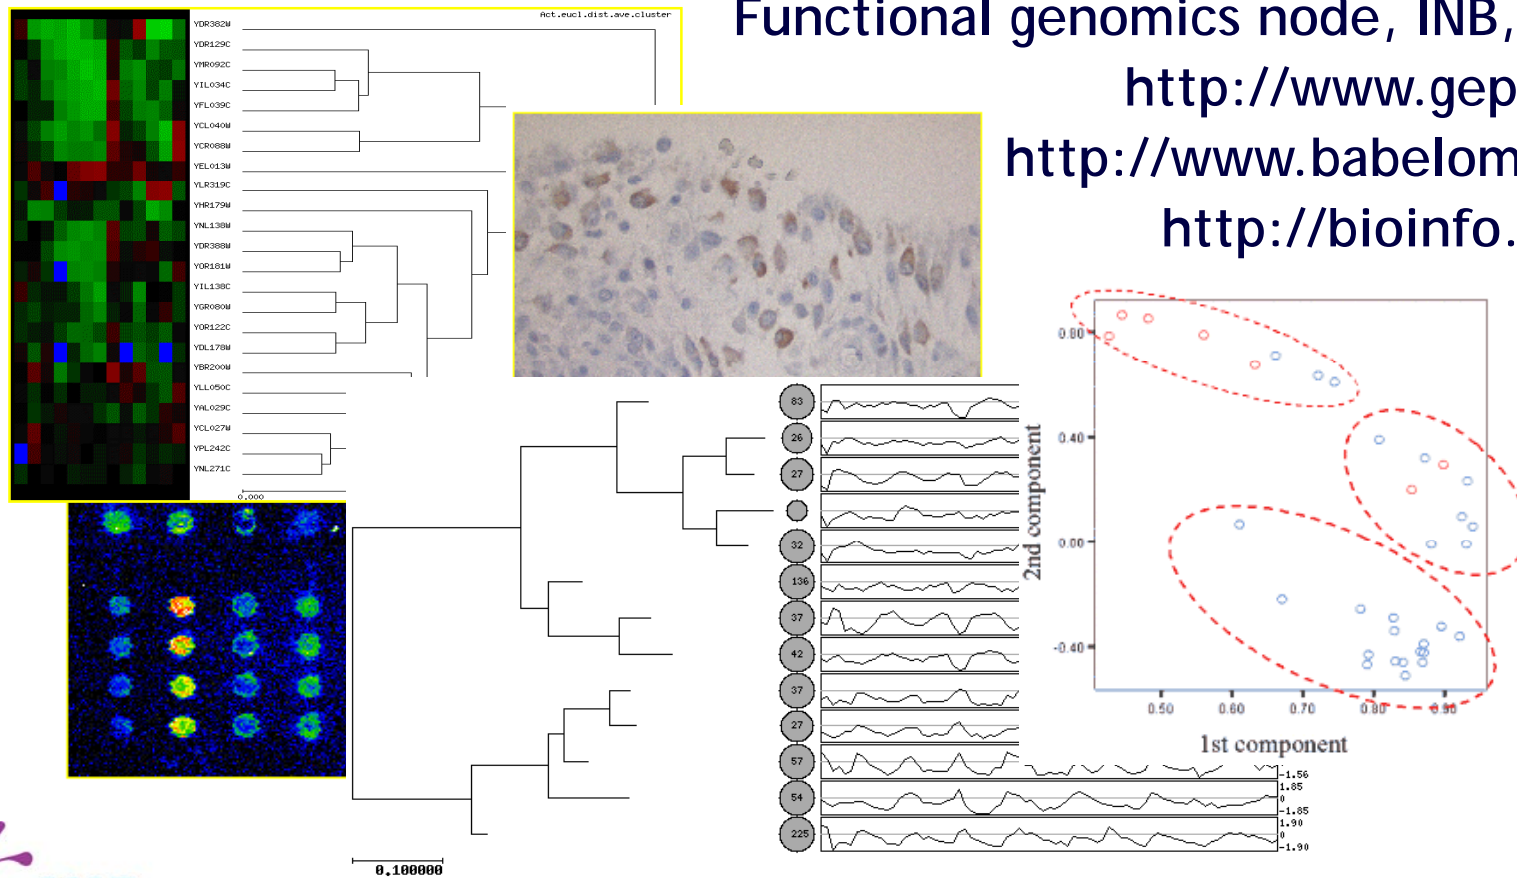 Act.eucl.dist.ave.cluster
Functional genomics node, INB,
http://www.gep
http://www.babelom
http://bioinfo.
YDR382W
YDR129C
YMR092C
YIL034C
YFL039C
YCL040W
YCR088W
YEL013W
YLR319C
YHR179W
YNL138W
YDR388W
YOR181W
YIL138C
YGR080W
YOR122C
YDL178W
YBR200W
YLL050C
YAL029C
YCL027W
YPL242C
YNL271C
0.000
83
26
27
32
136
37
42
37
27
57
54
225
-1.56
1.85
0
-1.85
1.90
0
-1.90
0.100000
2nd component
0.80
0.40
0.00
-0.40
0.50
0.60
0.70
0.80
0.90
1st component